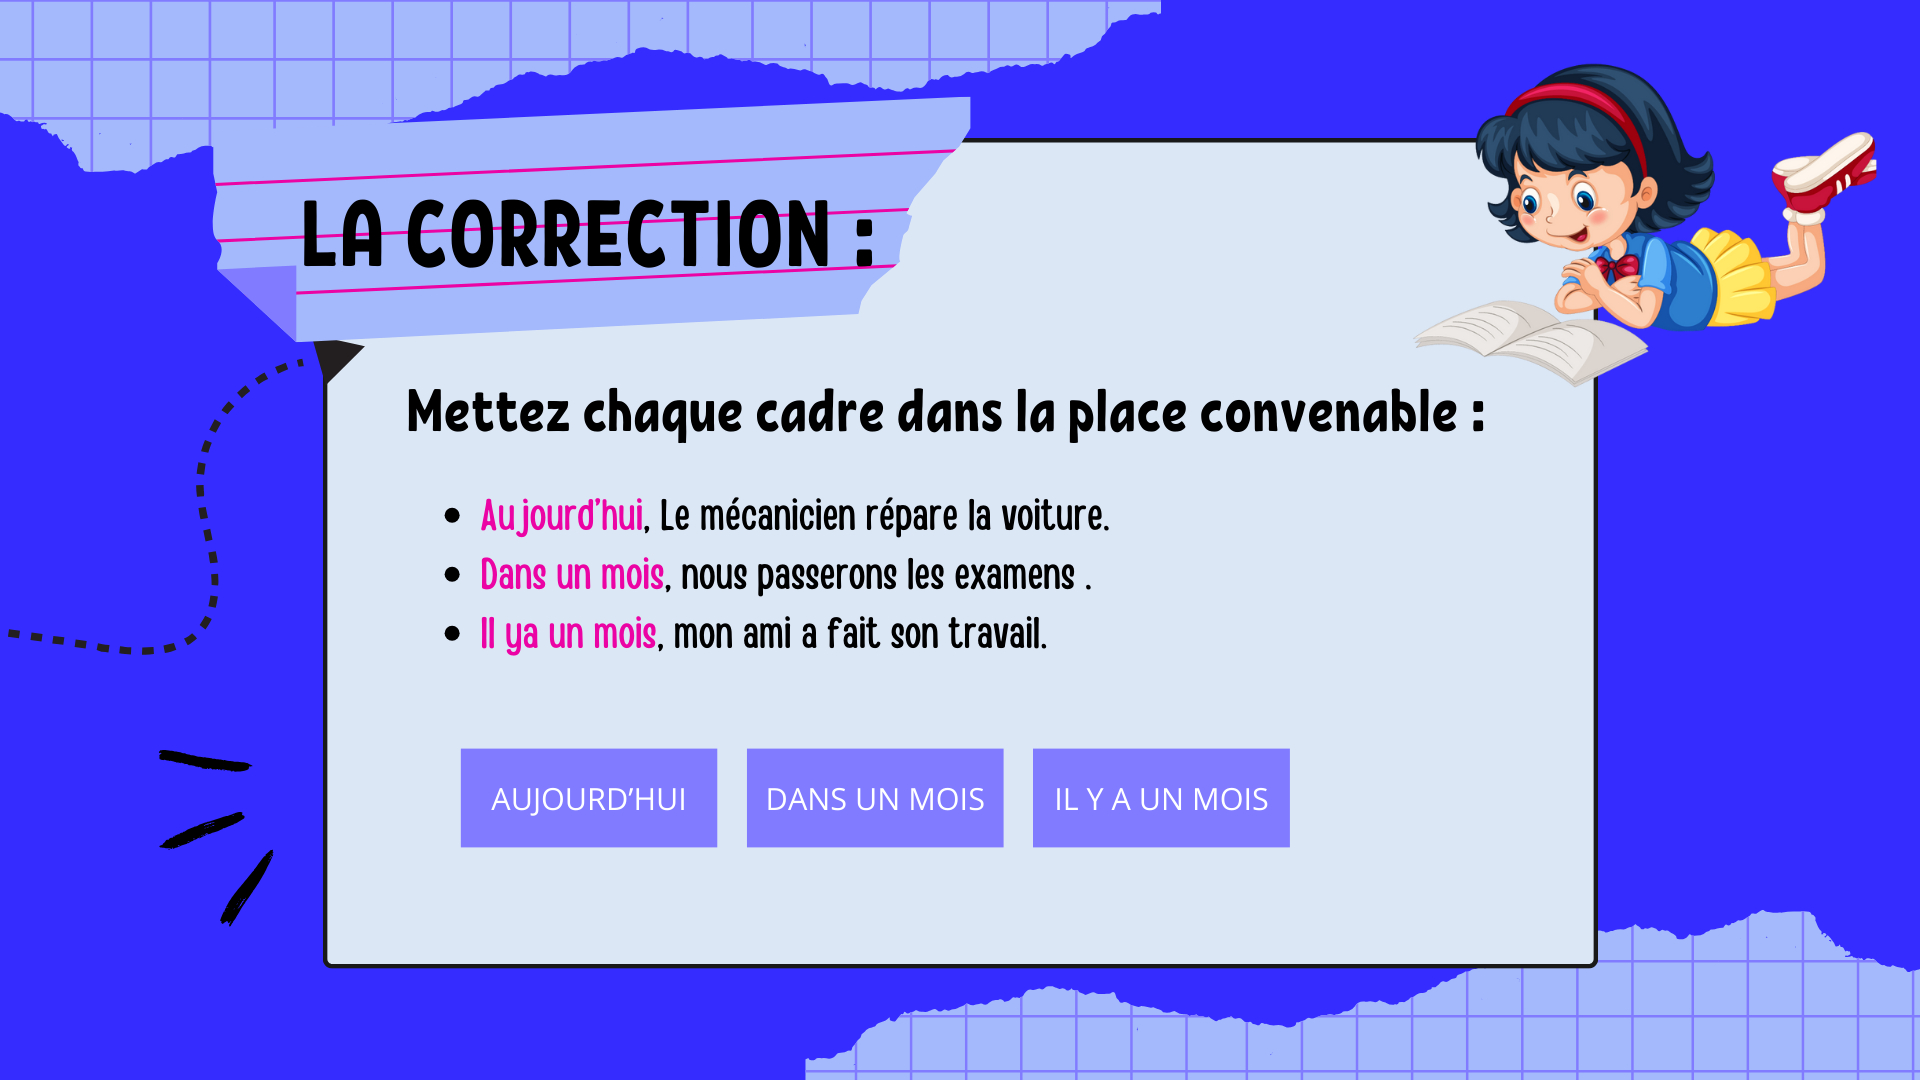 LA CORRECTION :
Mettez chaque cadre dans la place convenable :
• Aujourd'hui, Le mécanicien répare la voiture.
• Dans un mois, nous passerons les examens .
• Il ya un mois, mon ami a fait son travail.
AUJOURD’HUI DANS UN MOIS IL Y A UN MOIS